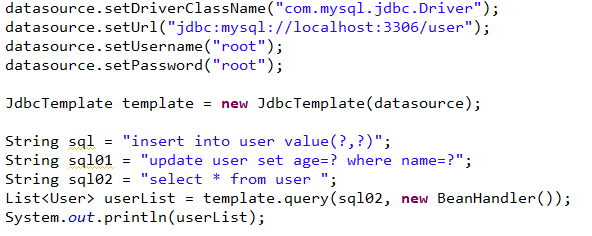 datasource.setDriverClassName("com.mysql.jdbc.Driver");
datasource.setUrl("jdbc:mysql://localhost:3306/user");
datasource.setUsername("root");
datasource.setPassword("root");
JdbcTemplate template = new JdbcTemplate(datasource);
String sql = "insert into user value(?,?)";
String sql01 = "update user set age=? where name=?";
String sql02 = "select * from user ";
List<User> userList = template.query(sql02, new BeanHandler());
System.out.println(userList);